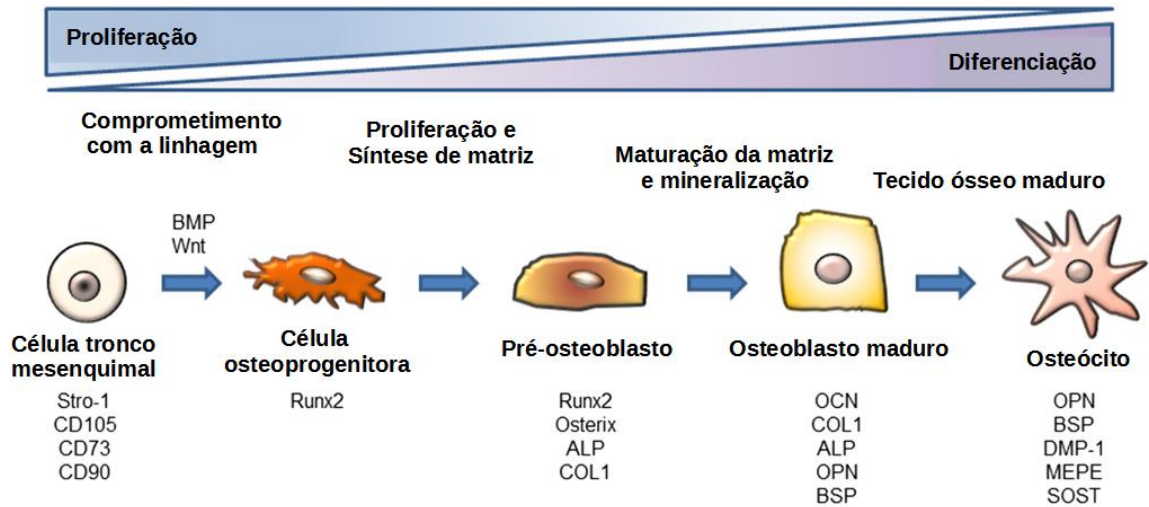 Proliferação
Diferenciação
Comprometimento
com a linhagem
Proliferação e
Síntese de matriz
Maturação da matriz
e mineralização
Tecido ósseo maduro
BMP
Wnt
Célula tronco
mesenquimal
Célula
osteoprogenitora
Pré-osteoblasto
Osteoblasto maduro
Osteócito
Stro-1
CD105
CD73
CD90
Runx2
Runx2
Osterix
ALP
COL1
OCN
COL1
ALP
OPN
BSP
OPN
BSP
DMP-1
MEPE
SOST